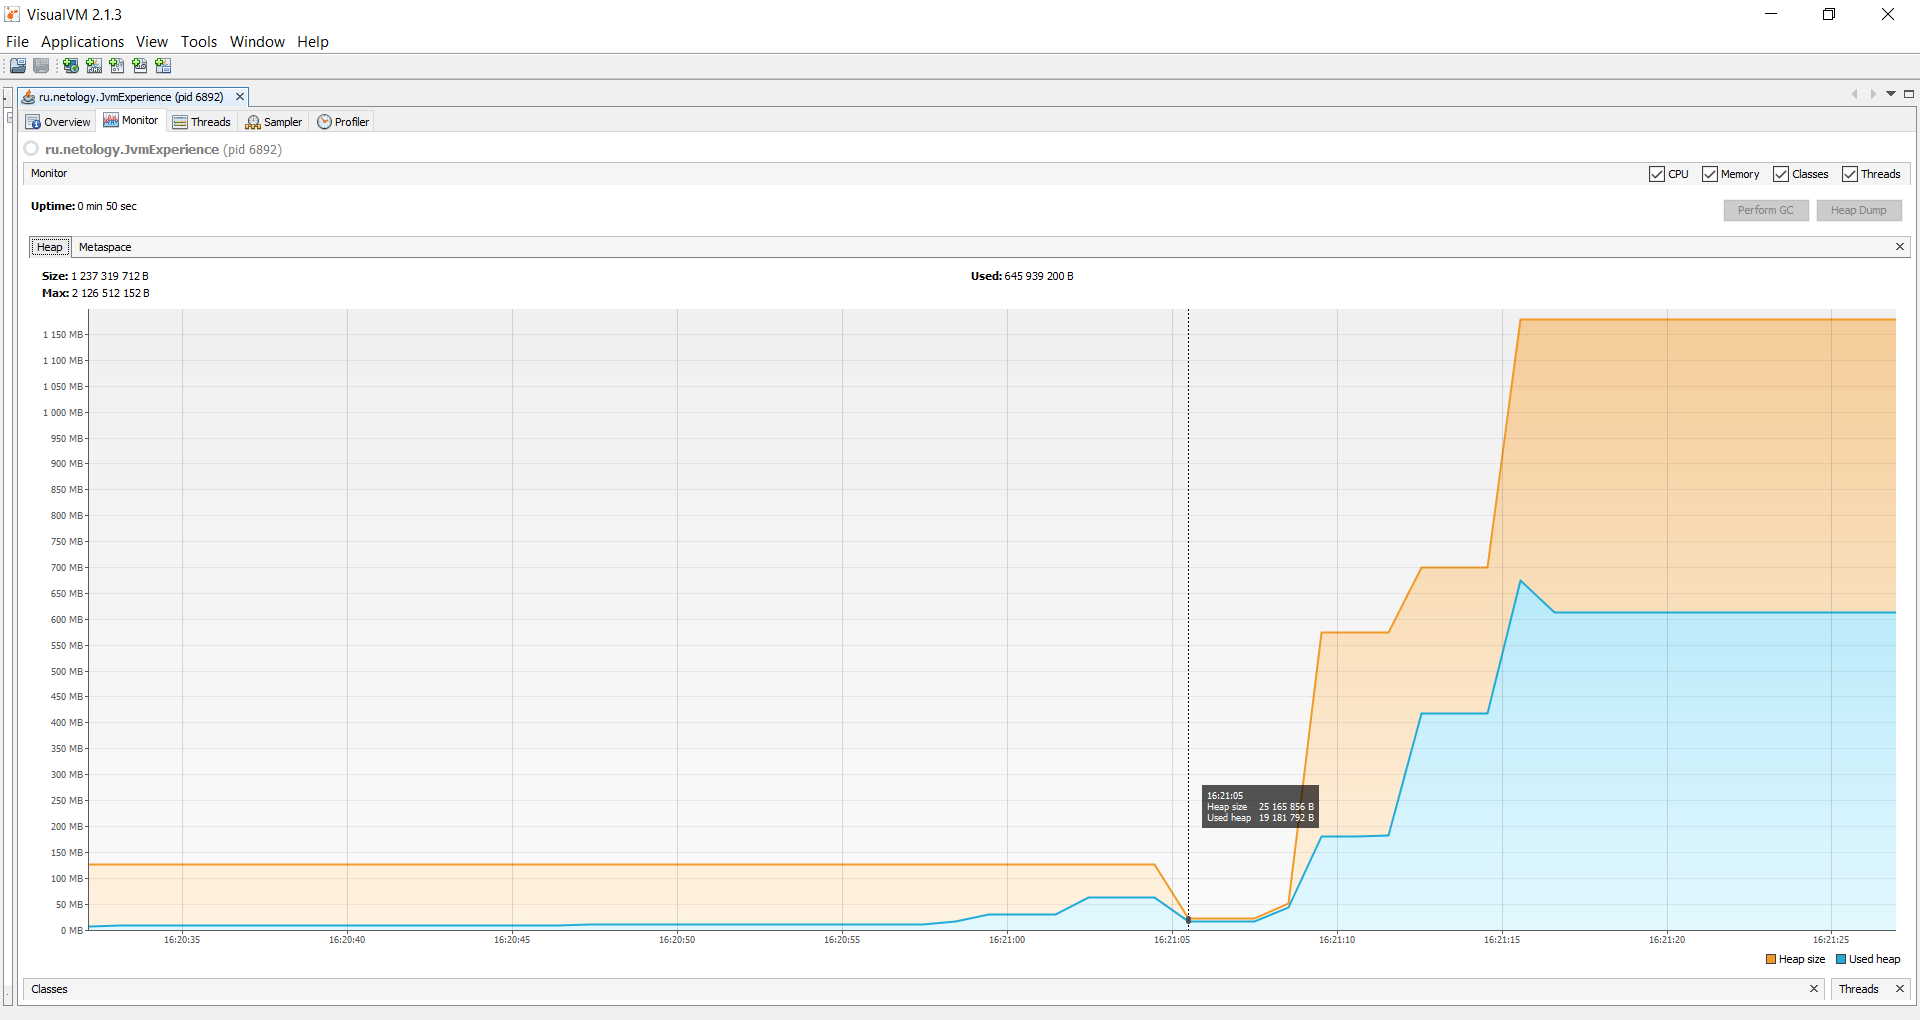 VisualVM 2.1.3
File Applications View Tools Window Help
ru.netology.JvmExperience (pid 6892)
Overview Monitor Threads Sampler Profiler
ru.netology.JvmExperience (pid 6892)
Monitor CPU Memory Classes Threads
Uptime: 0 min 50 sec
Perform GC Heap Dump
Heap Metaspace
Size: 1 237 319 712 B Used: 645 939 200 B
Max: 2 126 512 152 B
1 150 MB
1 100 MB
1 050 MB
1 000 MB
950 MB
900 MB
850 MB
800 MB
750 MB
700 MB
650 MB
600 MB
550 MB
500 MB
450 MB
400 MB
350 MB
300 MB
250 MB
200 MB
150 MB
100 MB
50 MB
0 MB
16:21:05
Heap size 25 165 856 B
Used heap 19 181 792 B
16:20:35 16:20:40 16:20:45 16:20:50 16:20:55 16:21:00 16:21:05 16:21:10 16:21:15 16:21:20 16:21:25
Heap size Used heap
Classes Threads